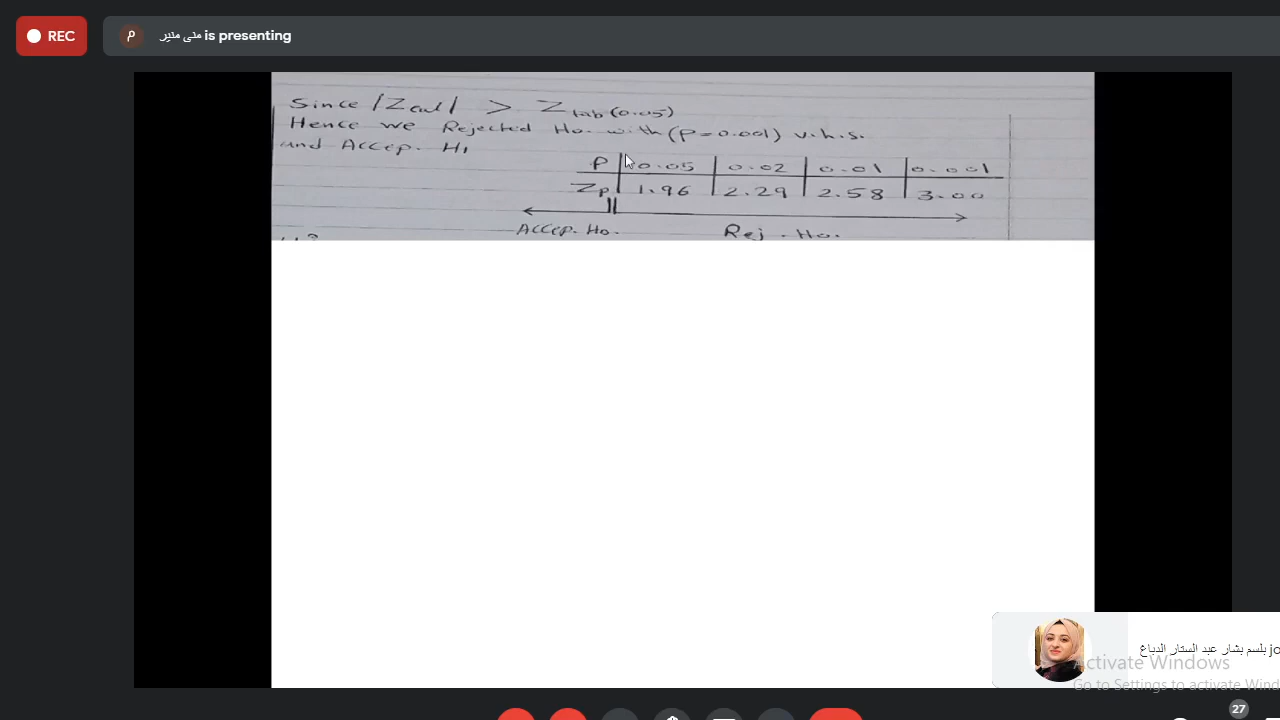 REC
م
منى منير is presenting
Since |Zcal| > Ztab(0.05)
Hence we Rejected Ho. with (P=0.001) v.h.s.
and Accep. H1
P 0.05 0.02 0.01 0.001
Zp 1.96 2.29 2.58 3.00
Accep. Ho. Rej. Ho.
بلسم بشار عبد الستار الدباغ jo
Activate Windows
Go to Settings to activate Wind
27